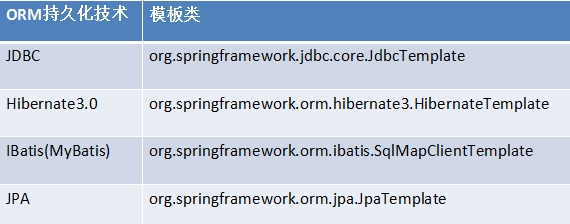 ORM持久化技术 模板类
JDBC org.springframework.jdbc.core.JdbcTemplate
Hibernate3.0 org.springframework.orm.hibernate3.HibernateTemplate
IBatis(MyBatis) org.springframework.orm.ibatis.SqlMapClientTemplate
JPA org.springframework.orm.jpa.JpaTemplate